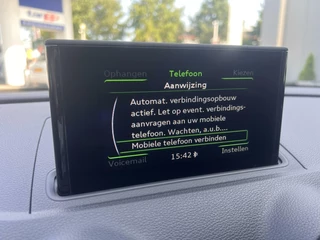 Ophangen Telefoon Kiezen
Aanwijzing
Automat. verbindingsopbouw
actief. Let op event. verbindings-
aanvragen aan uw mobiele
telefoon. Wachten, a.u.b....
Mobiele telefoon verbinden
Voicemail 15:42 Instellen